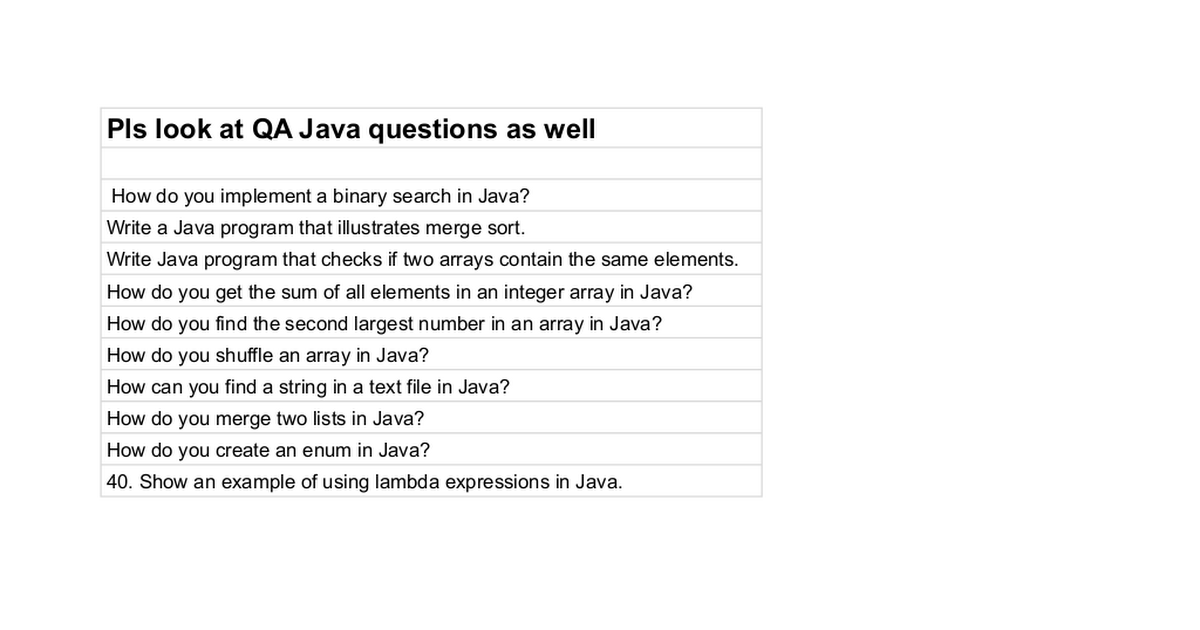 Pls look at QA Java questions as well
How do you implement a binary search in Java?
Write a Java program that illustrates merge sort.
Write Java program that checks if two arrays contain the same elements.
How do you get the sum of all elements in an integer array in Java?
How do you find the second largest number in an array in Java?
How do you shuffle an array in Java?
How can you find a string in a text file in Java?
How do you merge two lists in Java?
How do you create an enum in Java?
40. Show an example of using lambda expressions in Java.